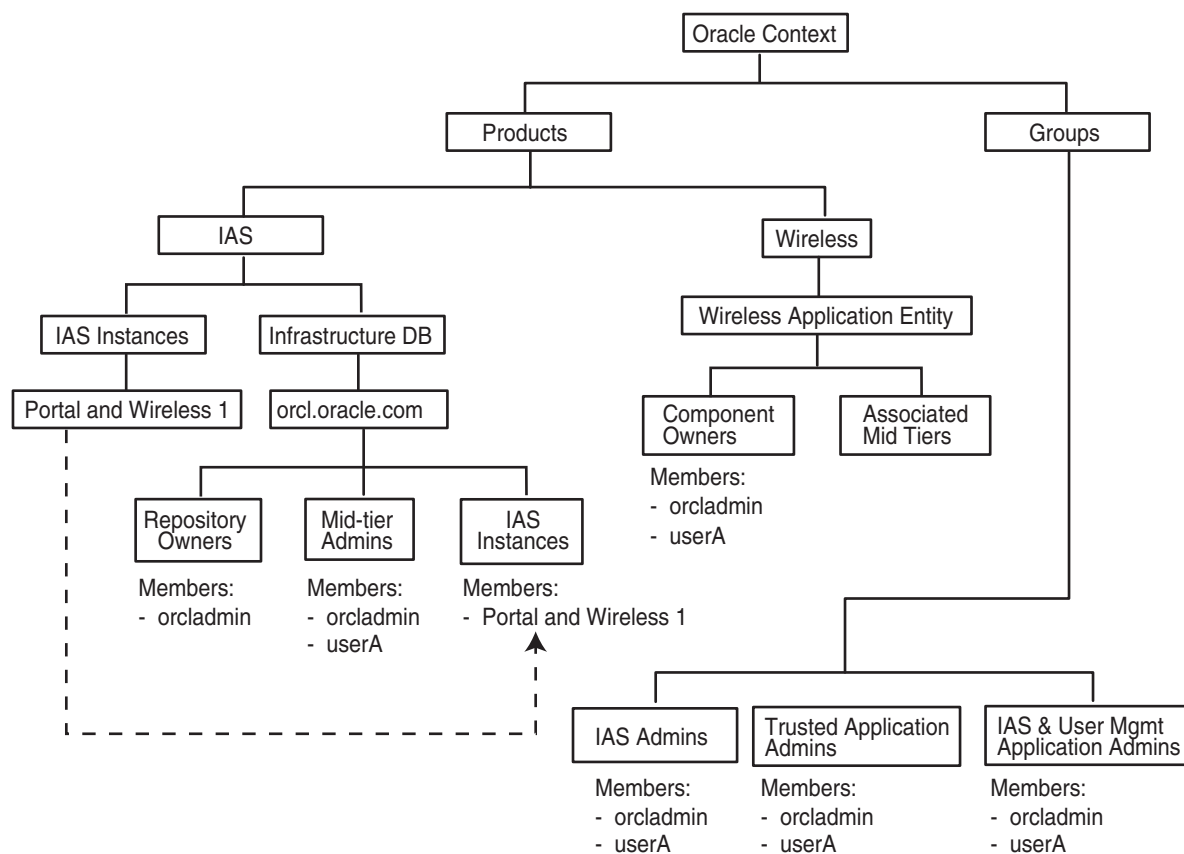 Oracle Context
Products
Groups
IAS
Wireless
IAS Instances
Infrastructure DB
Wireless Application Entity
Portal and Wireless 1
orcl.oracle.com
Component
Owners
Members:
- orcladmin
- userA
Associated
Mid Tiers
Repository
Owners
Members:
- orcladmin
Mid-tier
Admins
Members:
- orcladmin
- userA
IAS
Instances
Members:
- Portal and Wireless 1
IAS Admins
Members:
- orcladmin
- userA
Trusted Application
Admins
Members:
- orcladmin
- userA
IAS & User Mgmt
Application Admins
Members:
- orcladmin
- userA